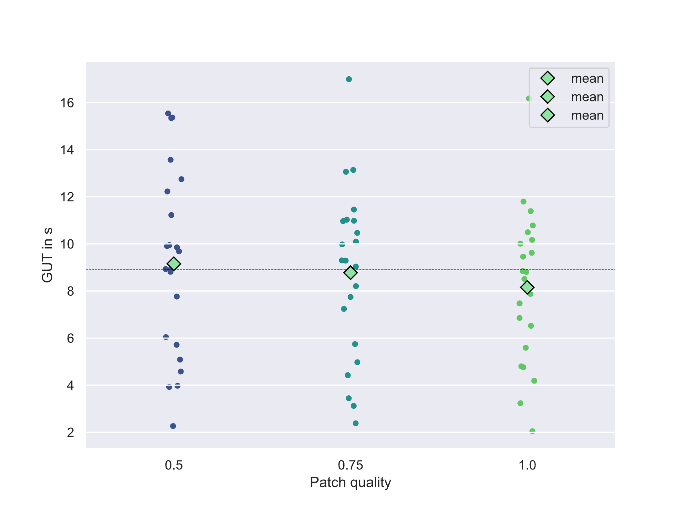 mean
mean
mean
16
14
12
10
8
6
4
2
GUT in s
0.5
0.75
1.0
Patch quality